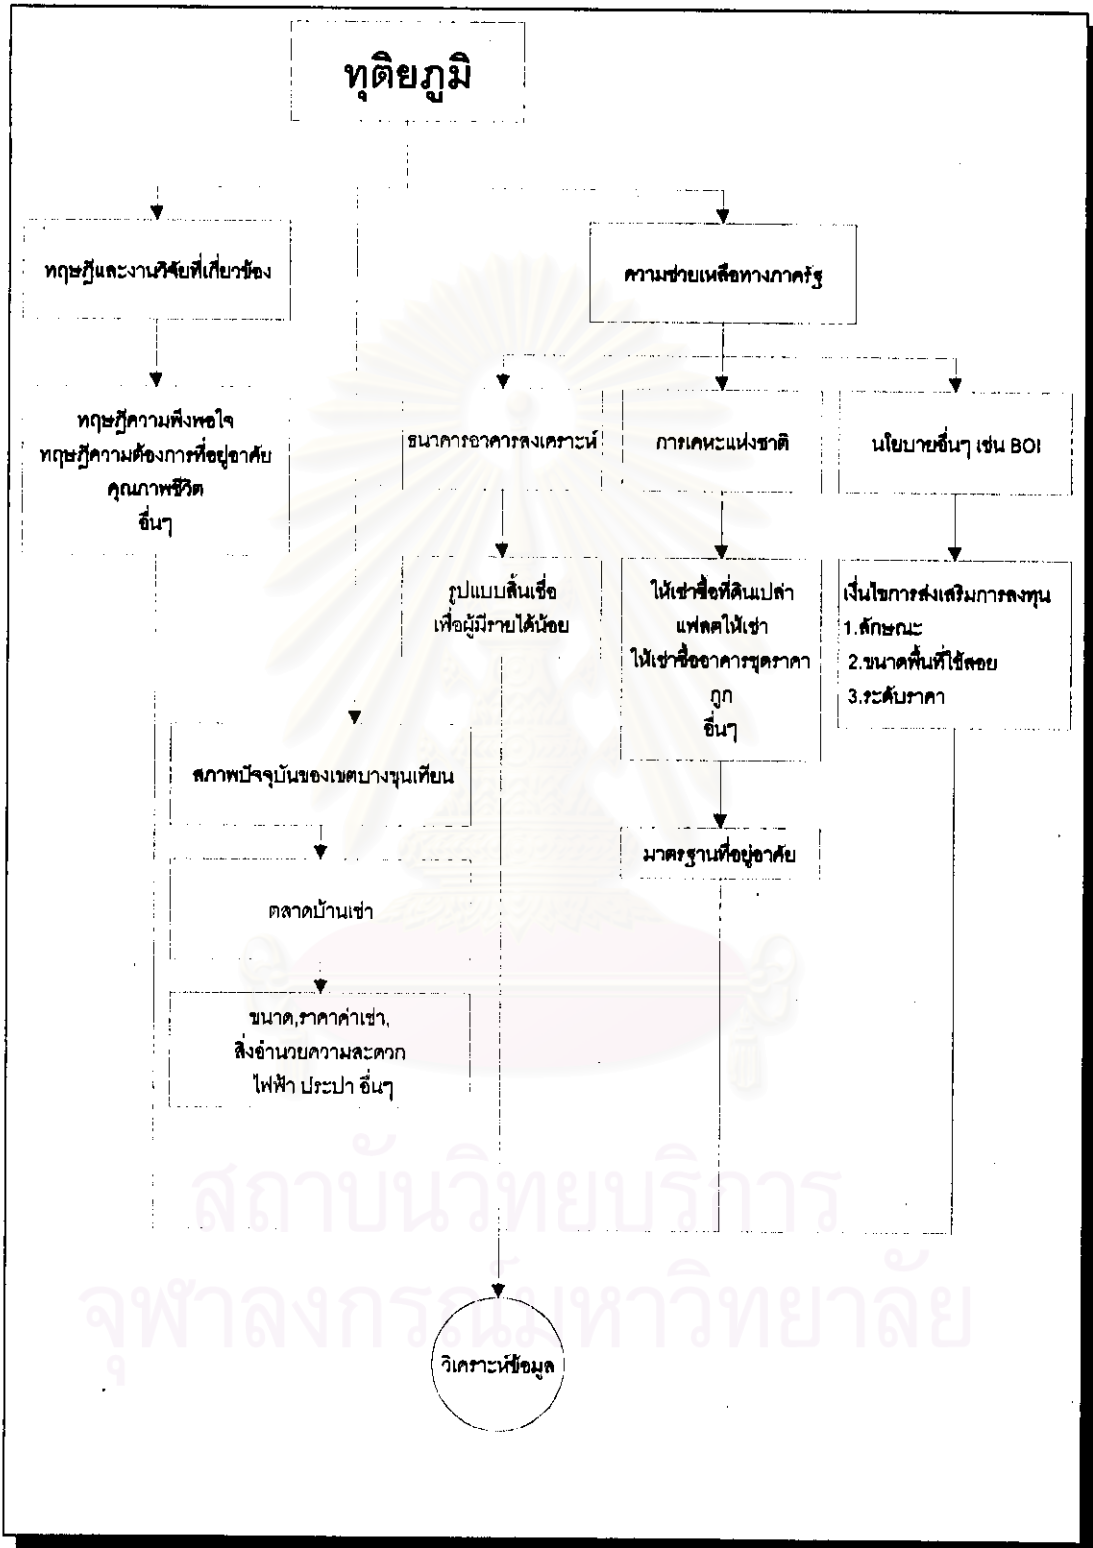 ทุติยภูมิ
ทฤษฎีและงานวิจัยที่เกี่ยวข้อง
ความช่วยเหลือทางภาครัฐ
ทฤษฎีความพึงพอใจ
ทฤษฎีความต้องการที่อยู่อาศัย
คุณภาพชีวิต
อื่นๆ
ธนาคารอาคารสงเคราะห์
การเคหะแห่งชาติ
นโยบายอื่นๆ เช่น BOI
รูปแบบสินเชื่อ
เพื่อผู้มีรายได้น้อย
ให้เช่าซื้อที่ดินเปล่า
แฟลตให้เช่า
ให้เช่าซื้ออาคารชุดราคา
ถูก
อื่นๆ
เงื่นไขการส่งเสริมการลงทุน
1.ลักษณะ
2.ขนาดพื้นที่ใช้สอย
3.ระดับราคา
สภาพปัจจุบันของเขตบางขุนเทียน
มาตรฐานที่อยู่อาศัย
ตลาดบ้านเช่า
ขนาด,ราคาค่าเช่า,
สิ่งอำนวยความสะดวก
ไฟฟ้า ประปา อื่นๆ
สถาบันวิทยบริการ
จุฬาลงกรณ์มหาวิทยาลัย
วิเคราะห์ข้อมูล